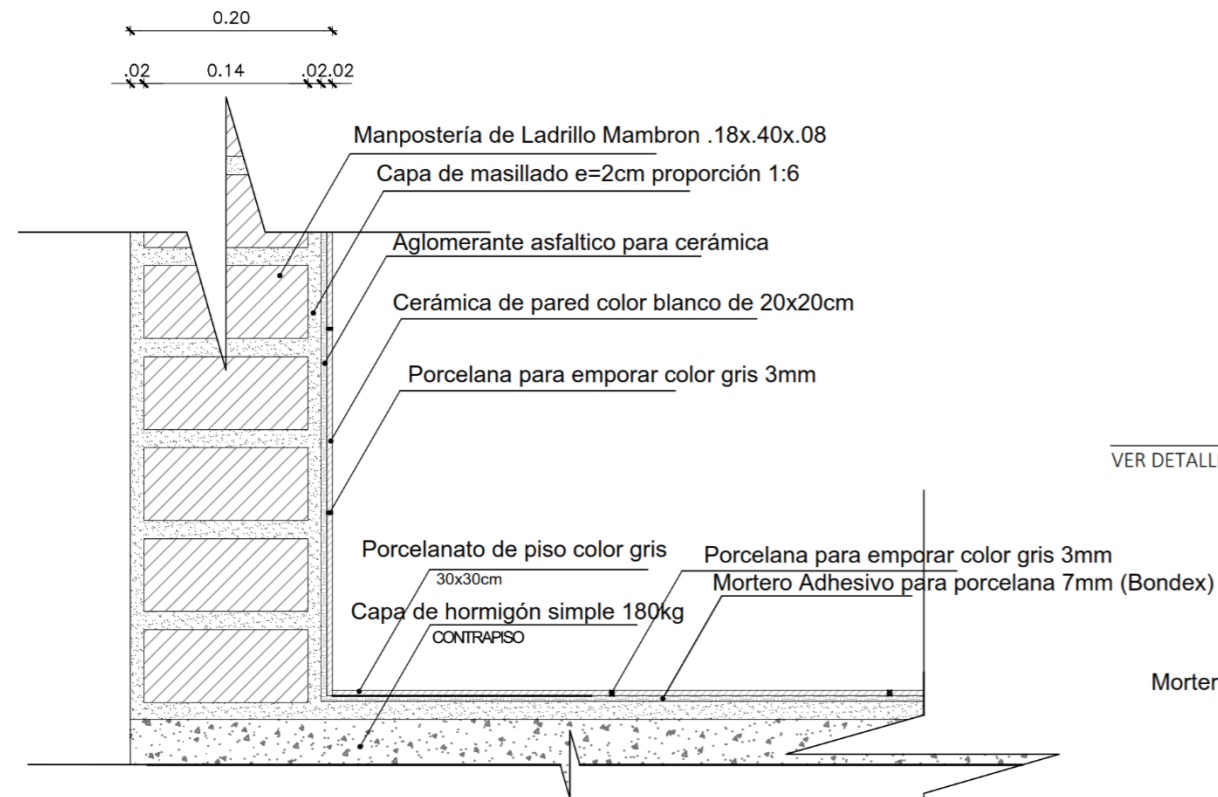 0.20
.02 0.14 .02.02
Manpostería de Ladrillo Mambron .18x.40x.08
Capa de masillado e=2cm proporción 1:6
Aglomerante asfaltico para cerámica
Cerámica de pared color blanco de 20x20cm
Porcelana para emporar color gris 3mm
VER DETALL
Porcelanato de piso color gris
30x30cm
Porcelana para emporar color gris 3mm
Mortero Adhesivo para porcelana 7mm (Bondex)
Capa de hormigón simple 180kg
CONTRAPISO
Morter